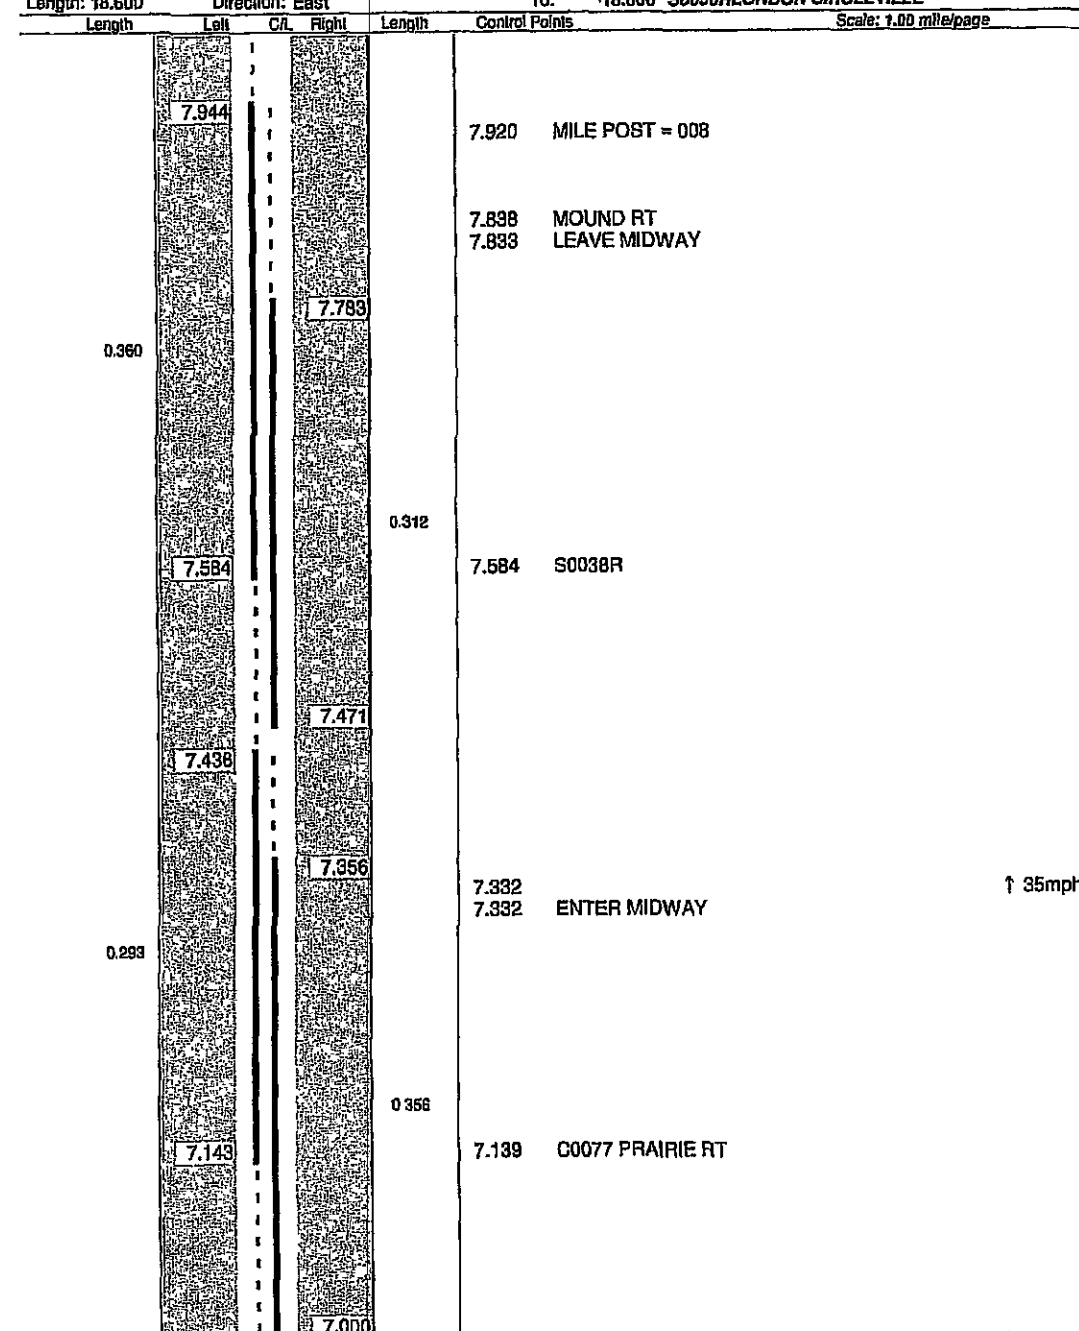 Length: 18.600 Direction: East To: 18.600
Length Left C/L Right Length Control Points Scale: 1.00 mile/page
7.944
7.920 MILE POST = 008
7.838 MOUND RT
7.833 LEAVE MIDWAY
7.783
0.360
0.312
7.584 7.584 S0038R
7.471
7.436
7.356
7.332 ↑ 35mph
7.332 ENTER MIDWAY
0.293
0.356
7.143 7.139 C0077 PRAIRIE RT
7.000